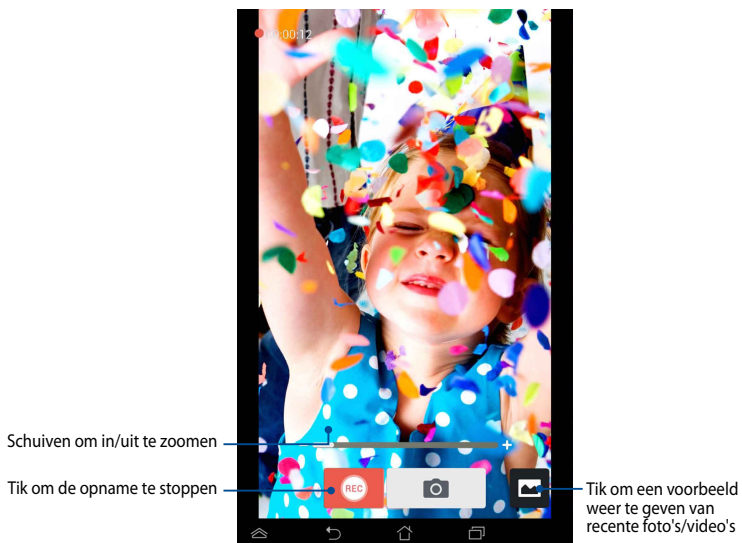 00:00:12
Schuiven om in/uit te zoomen
+
Tik om de opname te stoppen
REC
Tik om een voorbeeld
weer te geven van
recente foto's/video's